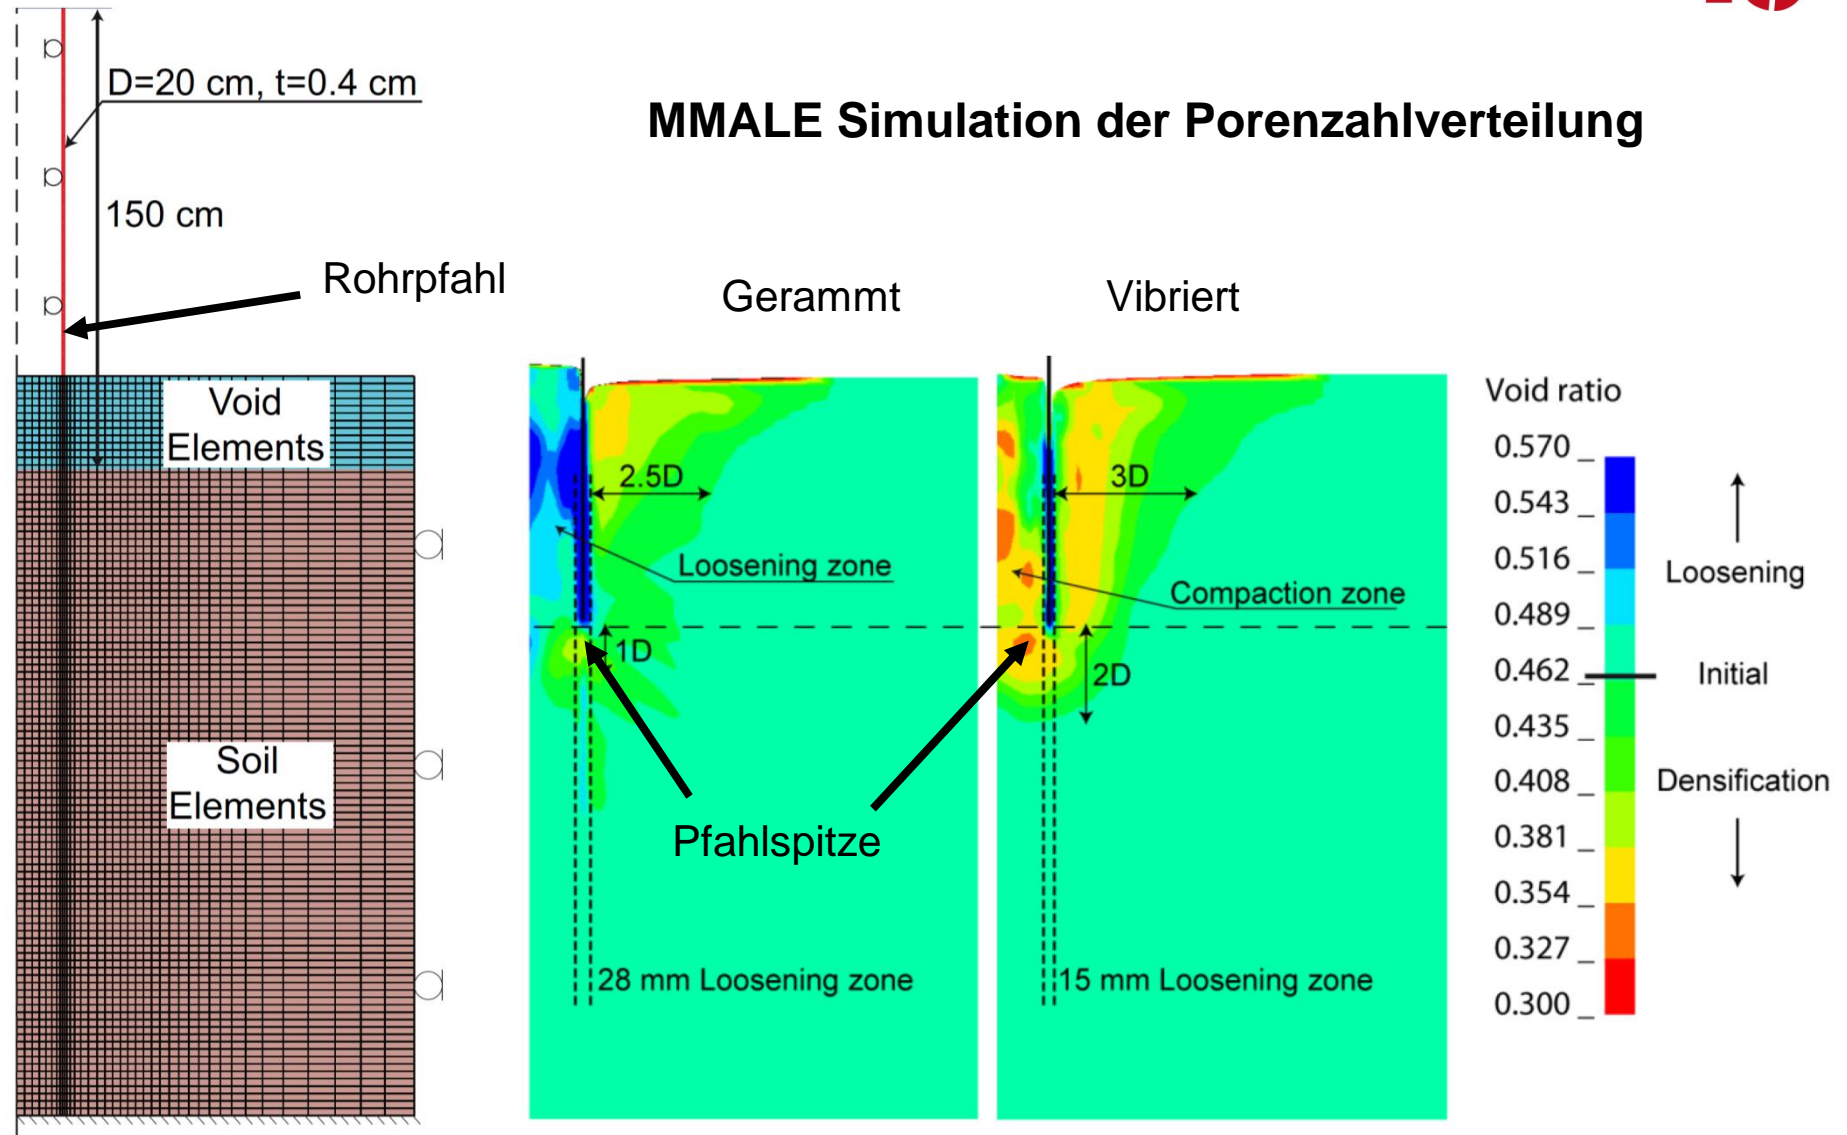 MMALE Simulation der Porenzahlverteilung
D=20 cm, t=0.4 cm
150 cm
Rohrpfahl
Void
Elements
Soil
Elements
Gerammt
Vibriert
2.5D
Loosening zone
1D
28 mm Loosening zone
3D
Compaction zone
2D
15 mm Loosening zone
Pfahlspitze
Void ratio
0.570
0.543
0.516
0.489
0.462
0.435
0.408
0.381
0.354
0.327
0.300
Loosening
Initial
Densification